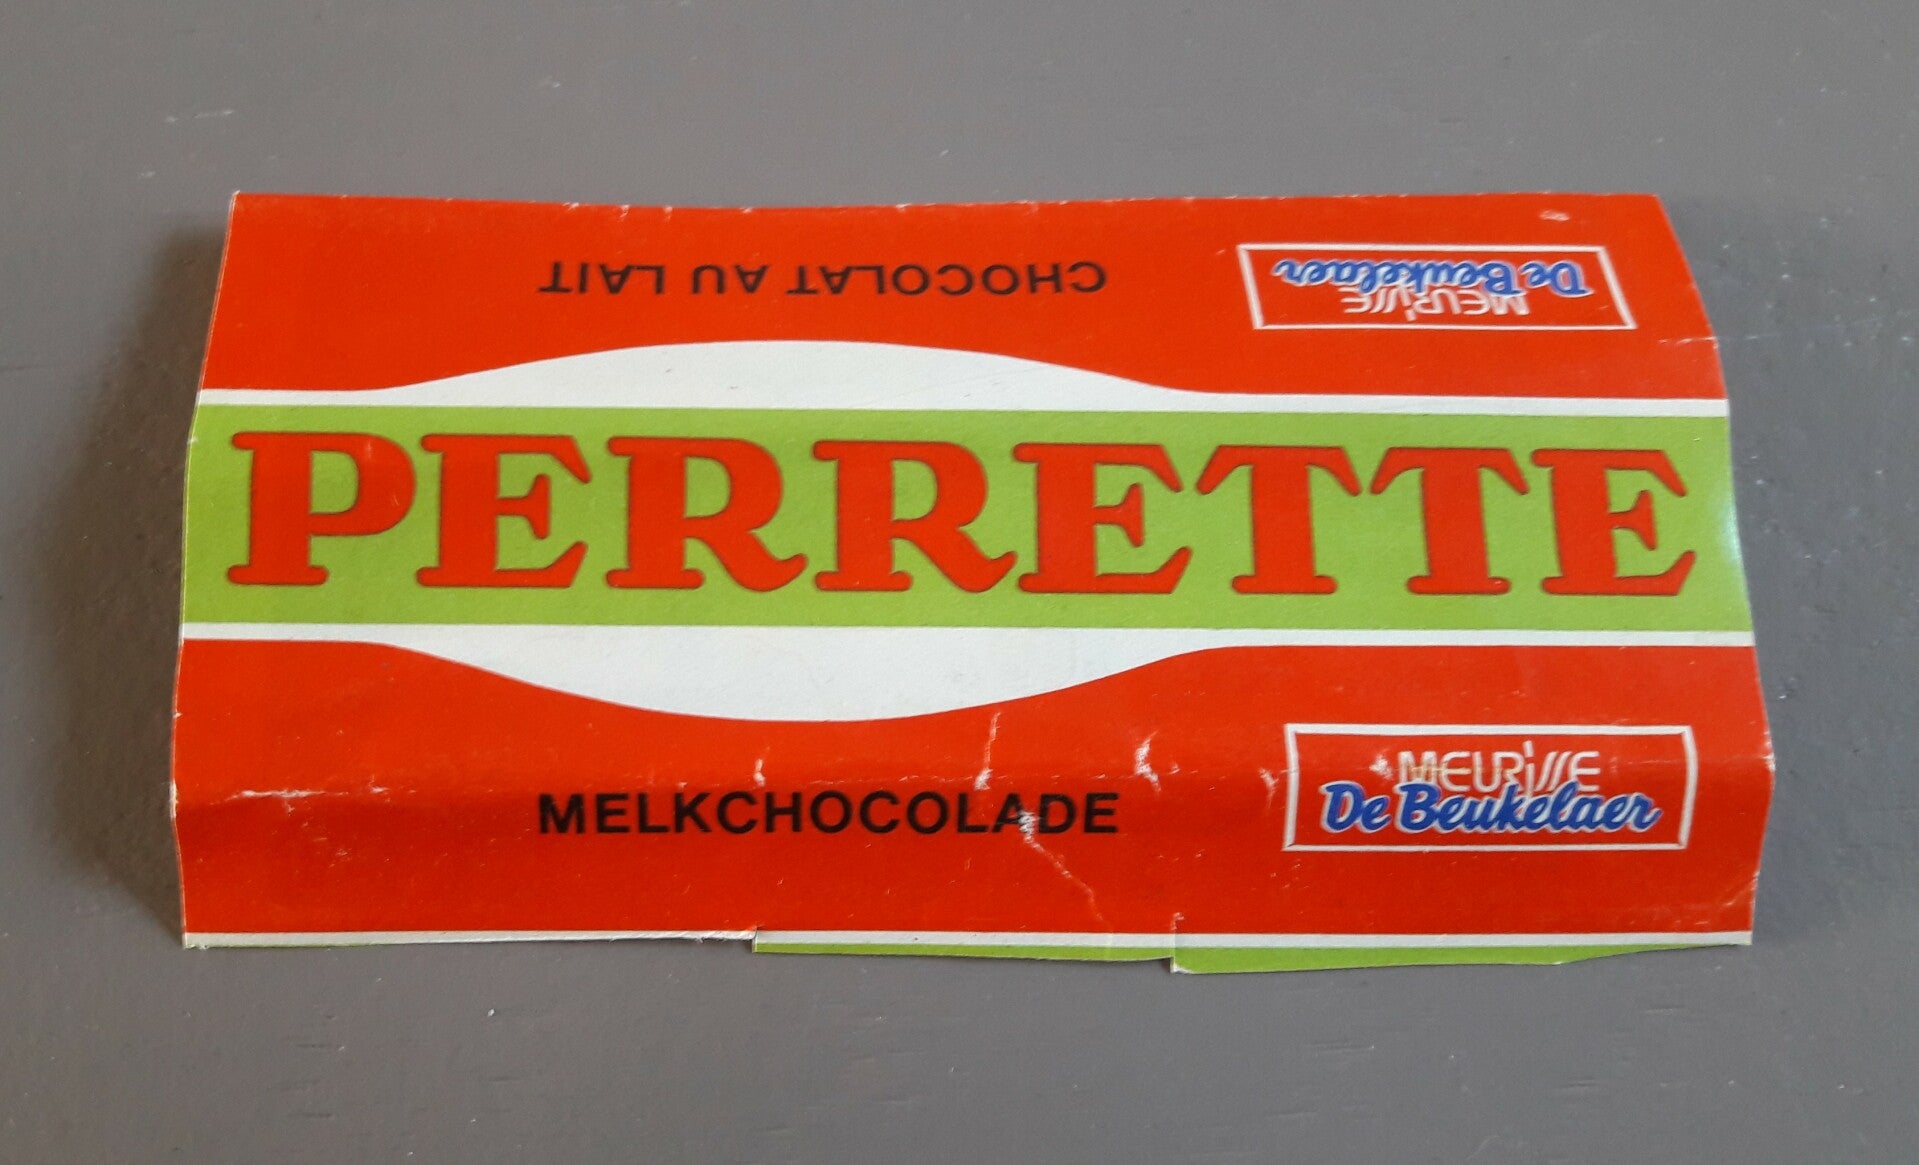 CHOCOLAT AU LAIT
MEURISSE
De Beukelaer
PERRETTE
MELKCHOCOLADE
MEURISSE
De Beukelaer